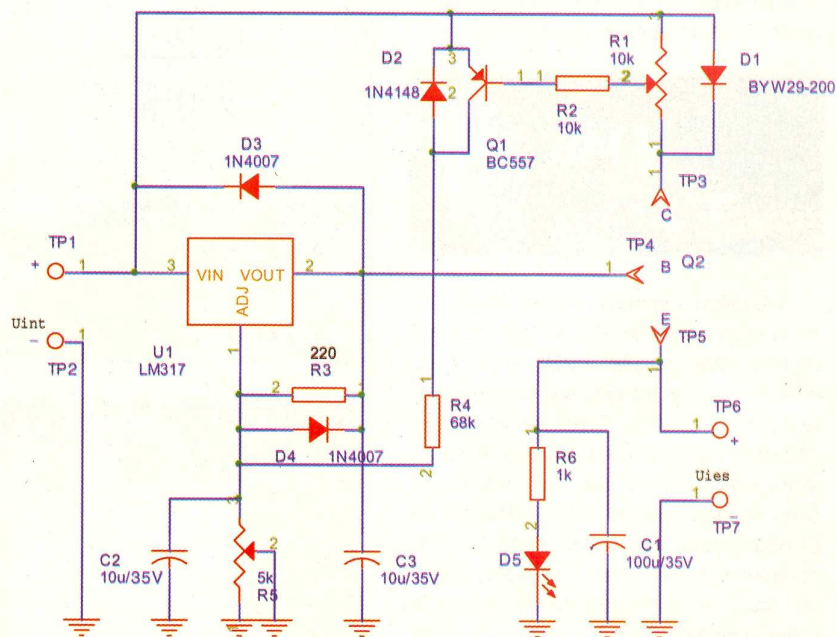 3
R1
10k
2
D1
BYW29-200
D2
1N4148
3
2
1 1
R2
10k
Q1
BC557
1
1
TP3
C
D3
1N4007
TP1
+
1
3
VIN
VOUT
ADJ
2
TP4
1
B
Q2
Uint
-
1
TP2
U1
LM317
1
E
TP5
1
220
R3
2
1
D4
1N4007
1
R4
68k
2
TP6
1
+
1
R6
1k
2
Uies
1
-
TP7
C2
10u/35V
3
2
5k
R5
C3
10u/35V
D5
C1
100u/35V